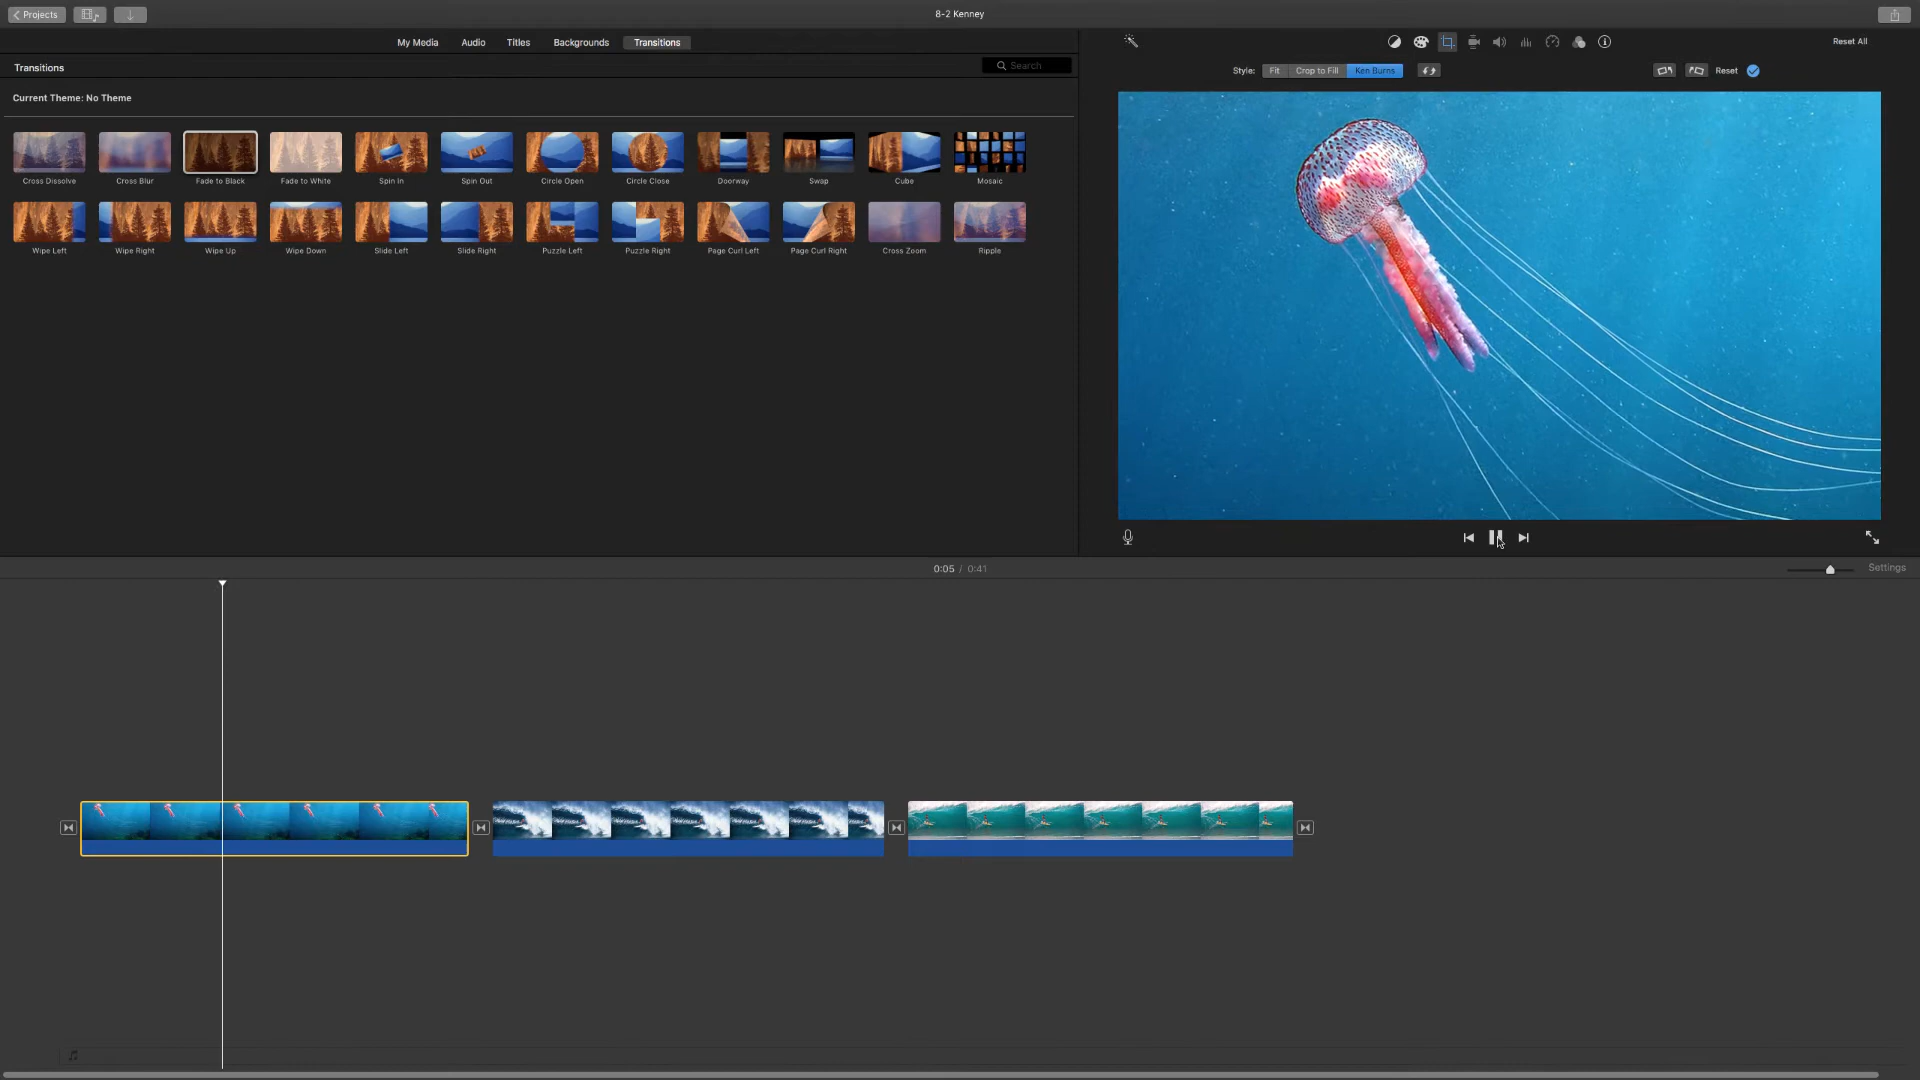 Projects
8-2 Kenney
My Media
Audio
Titles
Backgrounds
Transitions
Reset All
Transitions
Search
Style:
Fit
Crop to Fill
Ken Burns
Reset
Current Theme: No Theme
Cross Dissolve
Cross Blur
Fade to Black
Fade to White
Spin In
Spin Out
Circle Open
Circle Close
Doorway
Swap
Cube
Mosaic
Wipe Left
Wipe Right
Wipe Up
Wipe Down
Slide Left
Slide Right
Puzzle Left
Puzzle Right
Page Curl Left
Page Curl Right
Cross Zoom
Ripple
0:05 / 0:41
Settings